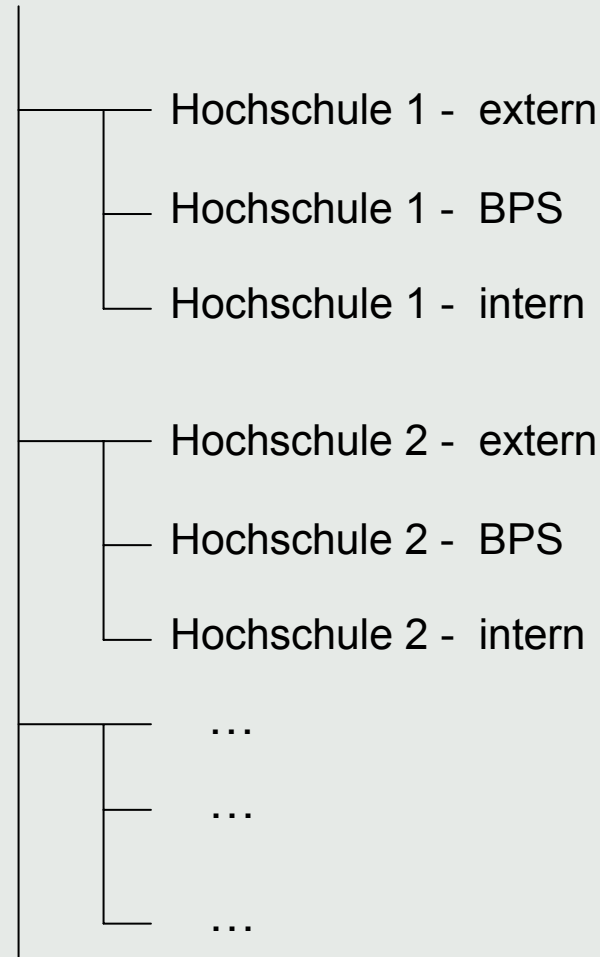 Hochschule 1 - extern
Hochschule 1 - BPS
Hochschule 1 - intern
Hochschule 2 - extern
Hochschule 2 - BPS
Hochschule 2 - intern
…
…
…